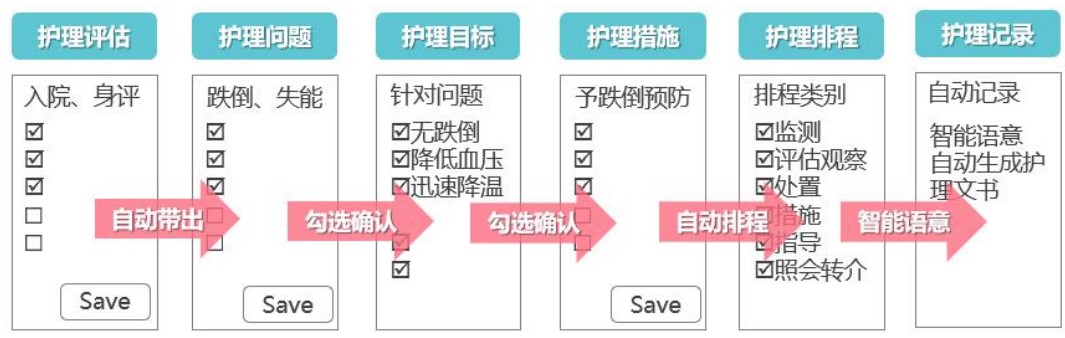 护理评估
入院、身评
Save
自动带出
护理问题
跌倒、失能
Save
勾选确认
护理目标
针对问题
无跌倒
降低血压
迅速降温
勾选确认
护理措施
予跌倒预防
Save
自动排程
护理排程
排程类别
监测
评估观察
处置
措施
指导
照会转介
智能语意
护理记录
自动记录
智能语意
自动生成护
理文书